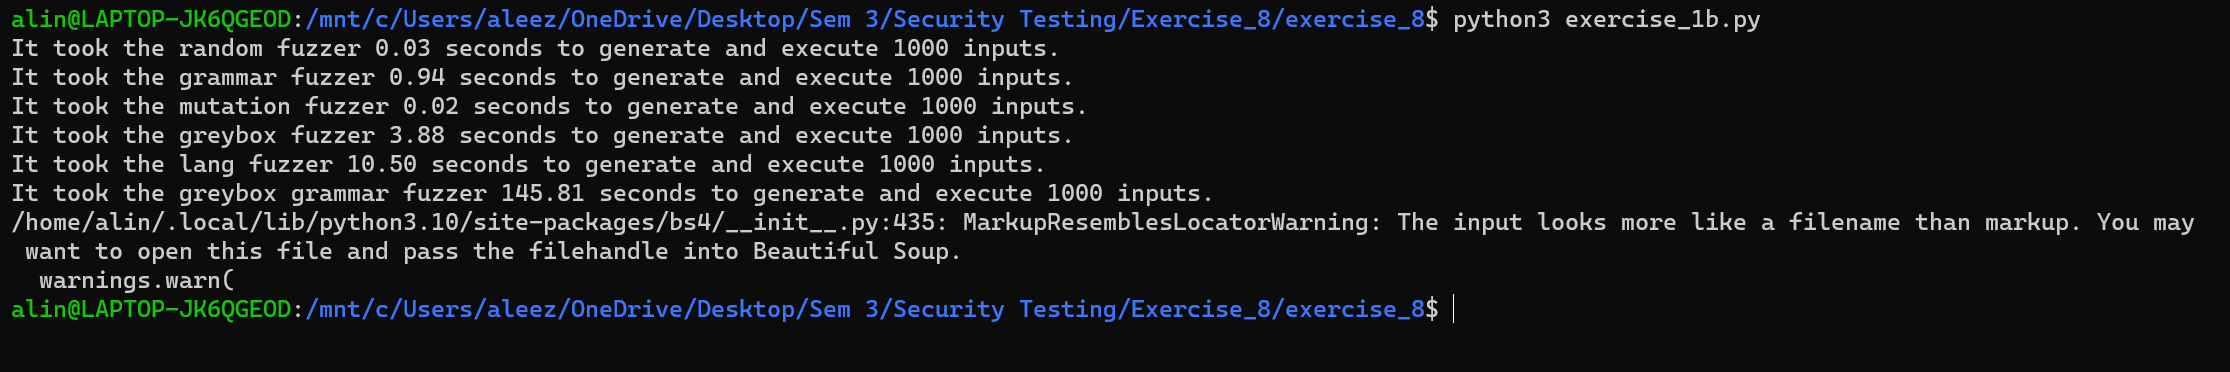 alin@LAPTOP-JK6QGEOD:/mnt/c/Users/aleez/OneDrive/Desktop/Sem 3/Security Testing/Exercise_8/exercise_8$ python3 exercise_1b.py
It took the random fuzzer 0.03 seconds to generate and execute 1000 inputs.
It took the grammar fuzzer 0.94 seconds to generate and execute 1000 inputs.
It took the mutation fuzzer 0.02 seconds to generate and execute 1000 inputs.
It took the greybox fuzzer 3.88 seconds to generate and execute 1000 inputs.
It took the lang fuzzer 10.50 seconds to generate and execute 1000 inputs.
It took the greybox grammar fuzzer 145.81 seconds to generate and execute 1000 inputs.
/home/alin/.local/lib/python3.10/site-packages/bs4/__init__.py:435: MarkupResemblesLocatorWarning: The input looks more like a filename than markup. You may
 want to open this file and pass the filehandle into Beautiful Soup.
  warnings.warn(
alin@LAPTOP-JK6QGEOD:/mnt/c/Users/aleez/OneDrive/Desktop/Sem 3/Security Testing/Exercise_8/exercise_8$